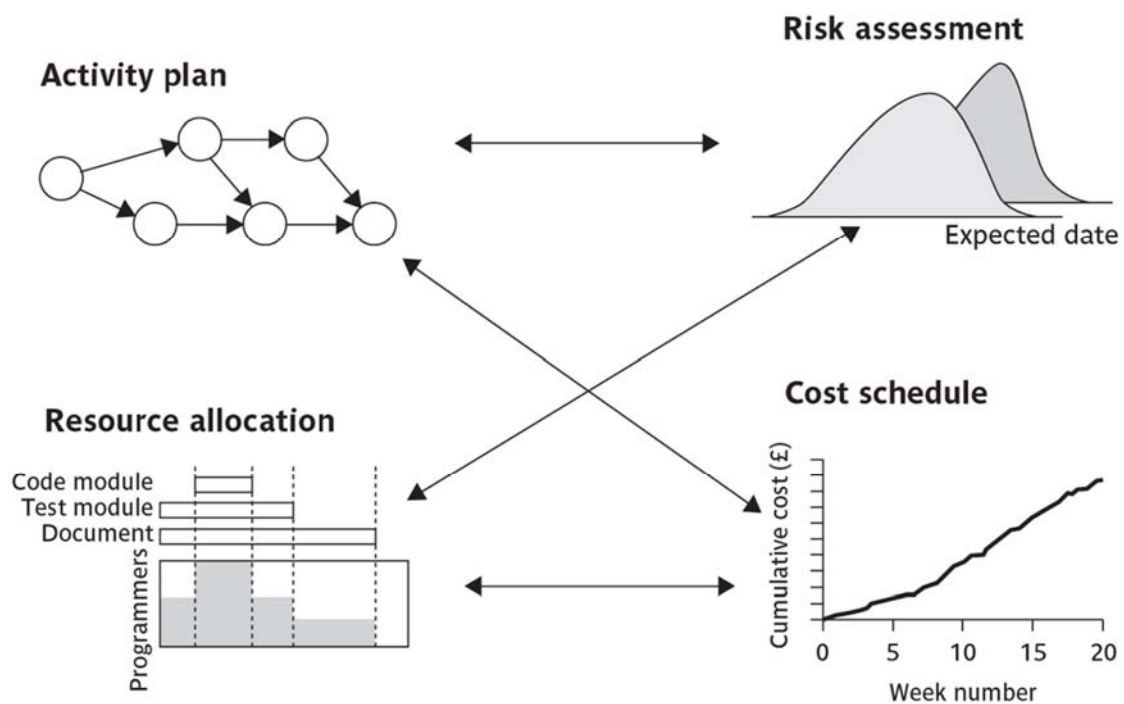 Activity plan
Risk assessment
Expected date
Resource allocation
Code module
Test module
Document
Programmers
Cost schedule
Cumulative cost (£)
0 5 10 15 20
Week number